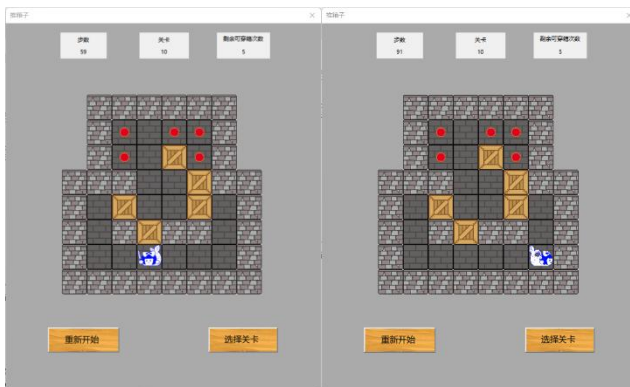 推箱子
推箱子
步数
59
关卡
10
剩余可穿墙次数
5
步数
91
关卡
10
剩余可穿墙次数
5
重新开始
选择关卡
重新开始
选择关卡